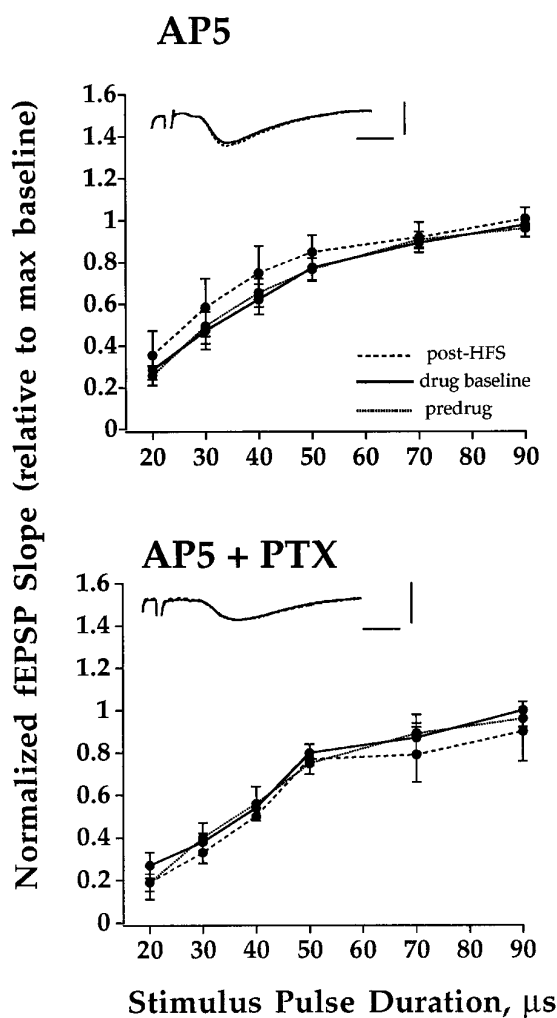 AP5
Normalized fEPSP Slope (relative to max baseline)
1.6
1.4
1.2
1
0.8
0.6
0.4
0.2
0
post-HFS
drug baseline
predrug
20 30 40 50 60 70 80 90
AP5 + PTX
1.6
1.4
1.2
1
0.8
0.6
0.4
0.2
0
20 30 40 50 60 70 80 90
Stimulus Pulse Duration, µs